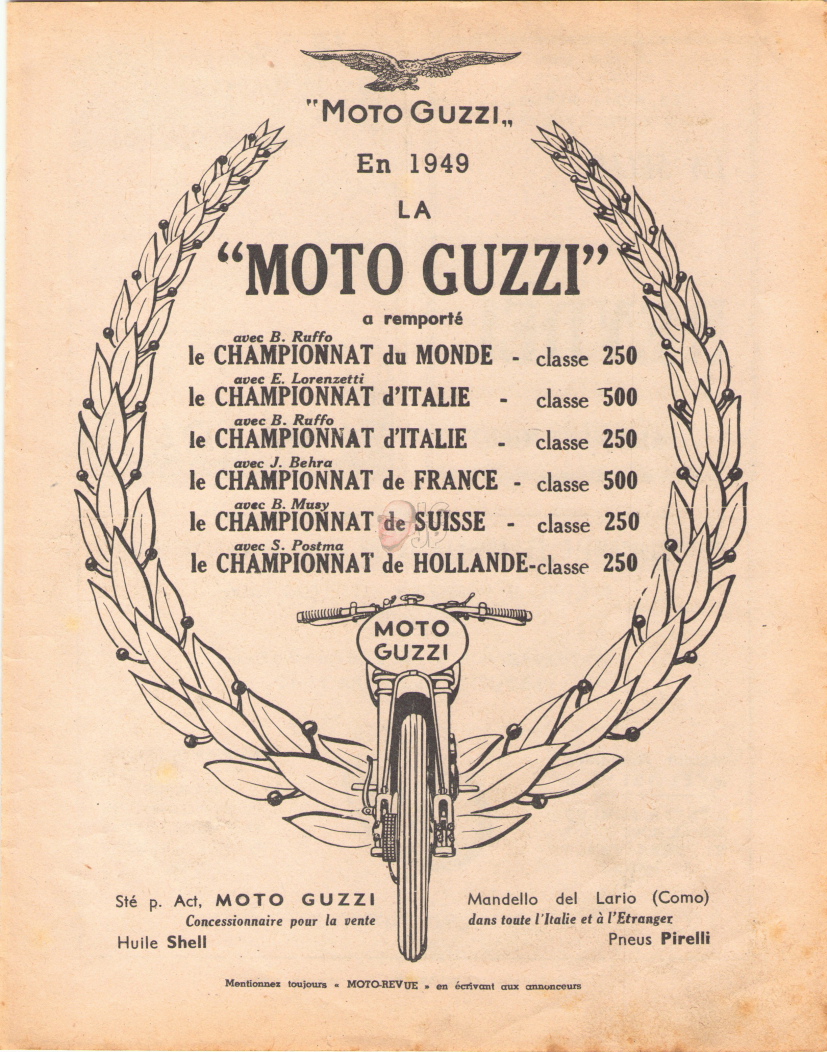 "MOTO GUZZI„
En 1949
LA
“MOTO GUZZI”
a remporté
avec B. Ruffo
le CHAMPIONNAT du MONDE - classe 250
avec E. Lorenzetti
le CHAMPIONNAT d'ITALIE - classe 500
avec B. Ruffo
le CHAMPIONNAT d'ITALIE - classe 250
avec J. Behra
le CHAMPIONNAT de FRANCE - classe 500
avec B. Musy
le CHAMPIONNAT de SUISSE - classe 250
avec S. Postma
le CHAMPIONNAT de HOLLANDE-classe 250
MOTO
GUZZI
Sté p. Act, MOTO GUZZI Mandello del Lario (Como)
Concessionnaire pour la vente dans toute l'Italie et à l'Etranger
Huile Shell Pneus Pirelli
Mentionnez toujours « MOTO-REVUE » en écrivant aux annonceurs